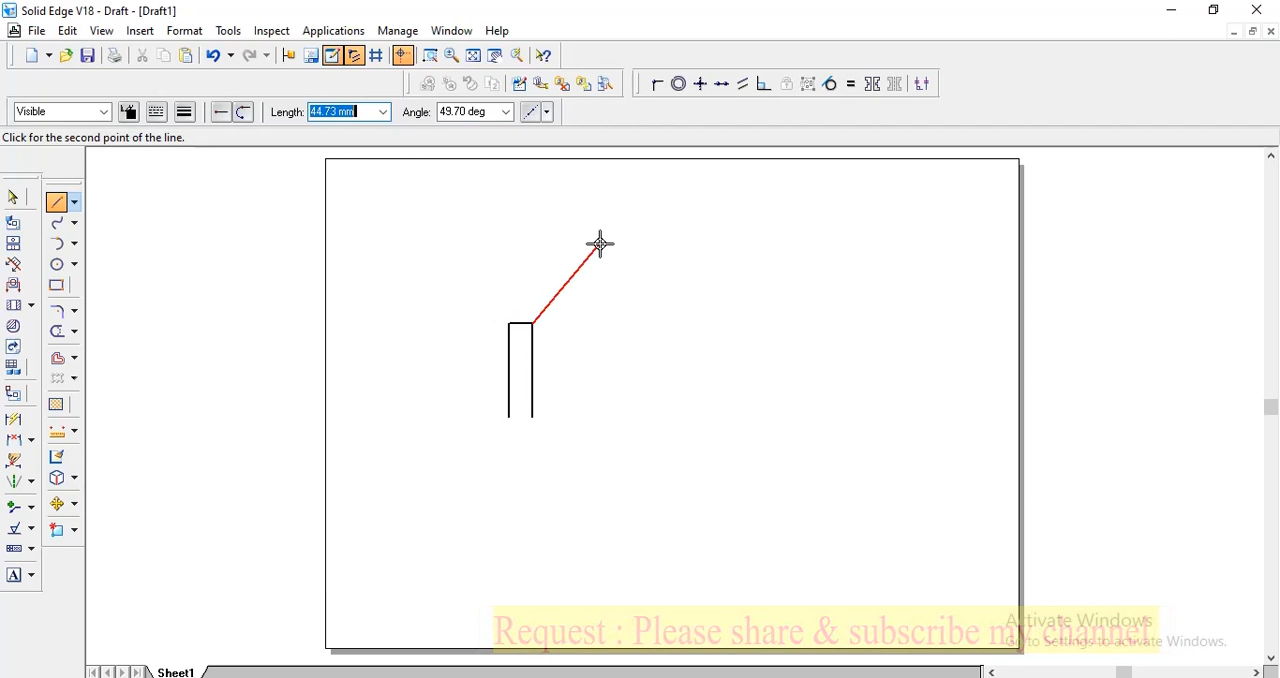 Solid Edge V18 - Draft - [Draft1]
File Edit View Insert Format Tools Inspect Applications Manage Window Help
Visible Length: 44.73 mm Angle: 49.70 deg
Click for the second point of the line.
Request : Please share & subscribe my channel
Activate Windows
Go to Settings to activate Windows.
Sheet1